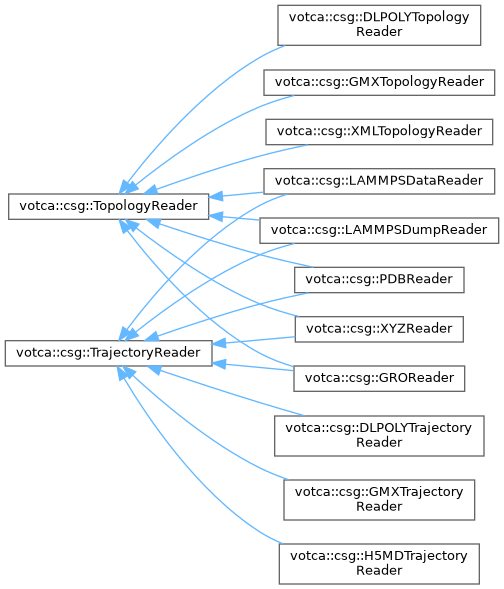 votca::csg::DLPOLYTopology
Reader
votca::csg::GMXTopologyReader
votca::csg::XMLTopologyReader
votca::csg::LAMMPSDataReader
votca::csg::TopologyReader
votca::csg::LAMMPSDumpReader
votca::csg::PDBReader
votca::csg::XYZReader
votca::csg::TrajectoryReader
votca::csg::GROReader
votca::csg::DLPOLYTrajectory
Reader
votca::csg::GMXTrajectory
Reader
votca::csg::H5MDTrajectory
Reader